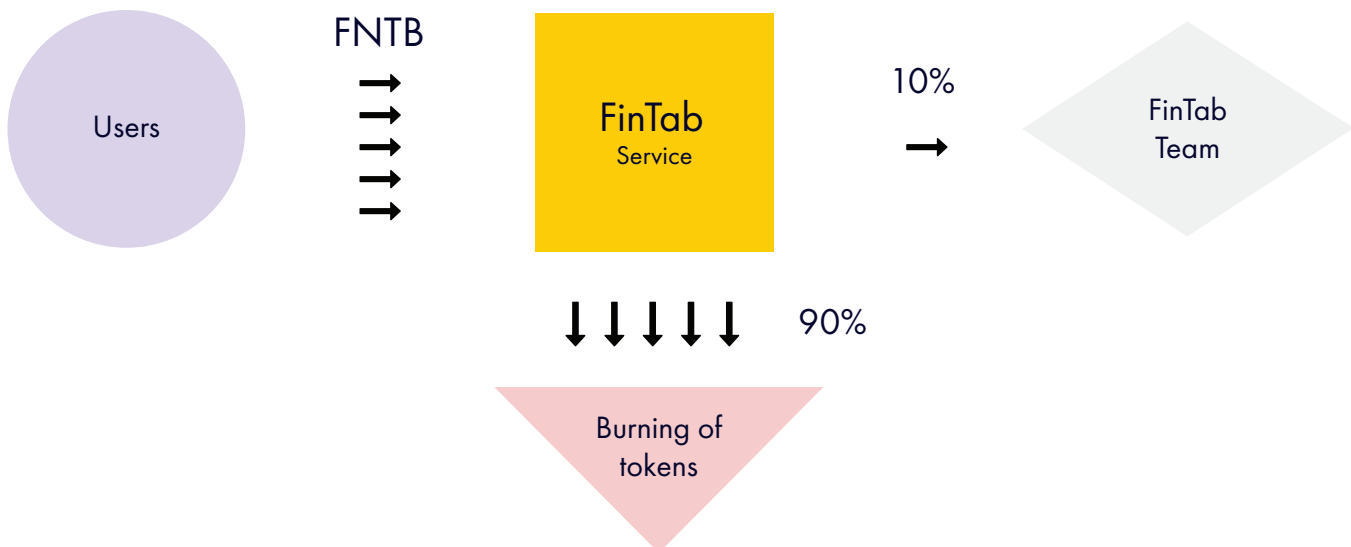 FNTB
Users
FinTab
Service
10%
FinTab
Team
90%
Burning of
tokens